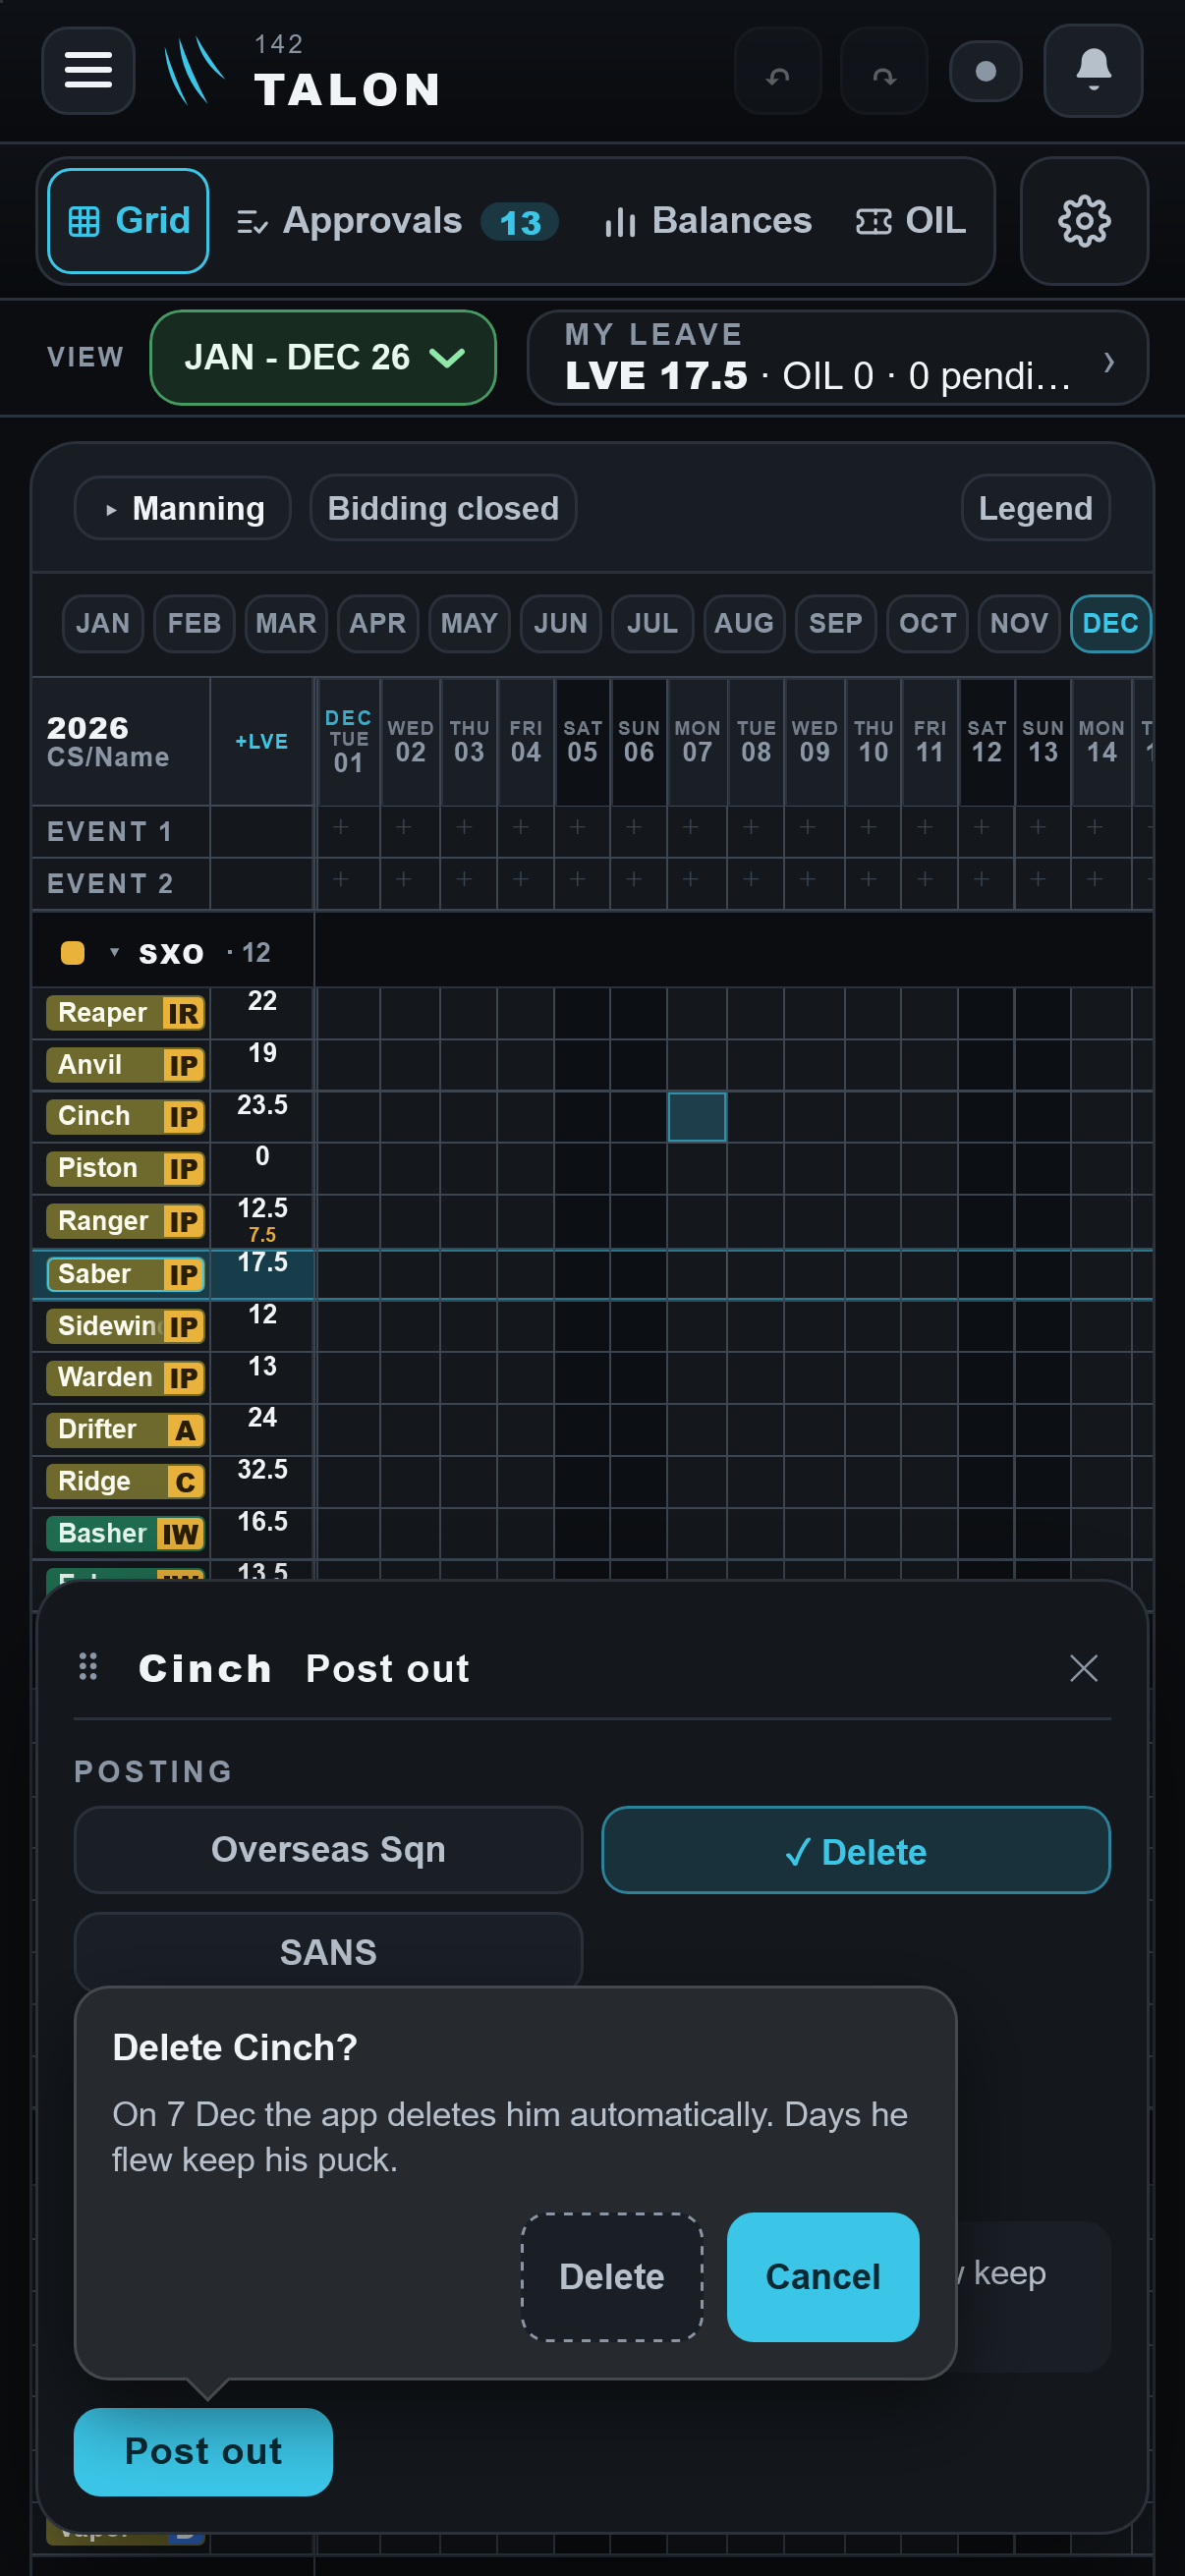 142
TALON
Grid
Approvals 13
Balances
OIL
VIEW
JAN - DEC 26
MY LEAVE
LVE 17.5 · OIL 0 · 0 pendi…
Manning
Bidding closed
Legend
JAN FEB MAR APR MAY JUN JUL AUG SEP OCT NOV DEC
2026
CS/Name
+LVE
DEC TUE 01
WED 02
THU 03
FRI 04
SAT 05
SUN 06
MON 07
TUE 08
WED 09
THU 10
FRI 11
SAT 12
SUN 13
MON 14
EVENT 1 + + + + + + + + + + + + + +
EVENT 2 + + + + + + + + + + + + + +
sxo · 12
Reaper IR 22
Anvil IP 19
Cinch IP 23.5
Piston IP 0
Ranger IP 12.5
7.5
Saber IP 17.5
Sidewin IP 12
Warden IP 13
Drifter A 24
Ridge C 32.5
Basher IW 16.5
13.5
Cinch Post out
POSTING
Overseas Sqn
✓ Delete
SANS
Delete Cinch?
On 7 Dec the app deletes him automatically. Days he
flew keep his puck.
Delete
Cancel
keep
Post out